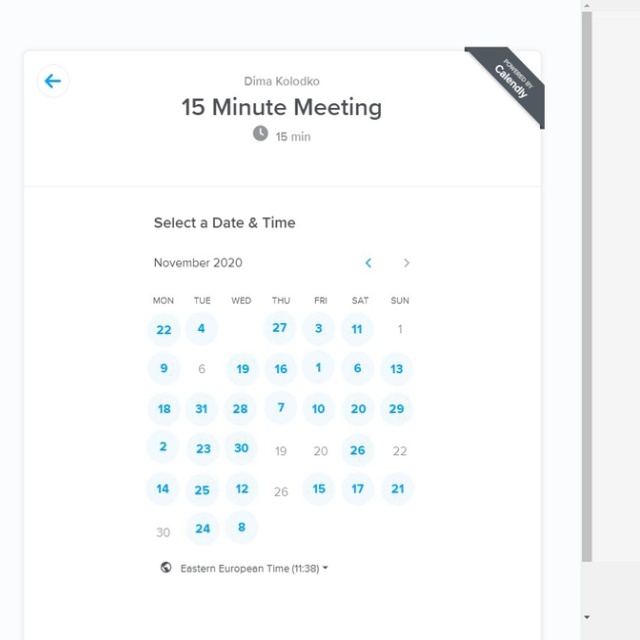 POWERED BY
Calendly
Dima Kolodko
15 Minute Meeting
15 min
Select a Date & Time
November 2020
MON TUE WED THU FRI SAT SUN
22 4 27 3 11 1
9 6 19 16 1 6 13
18 31 28 7 10 20 29
2 23 30 19 20 26 22
14 25 12 26 15 17 21
30 24 8
Eastern European Time (11:38)